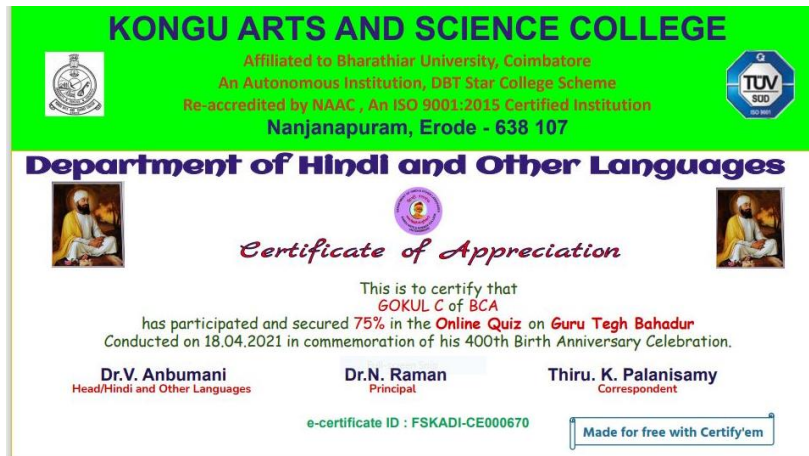 KONGU ARTS AND SCIENCE COLLEGE
Affiliated to Bharathiar University, Coimbatore
An Autonomous Institution, DBT Star College Scheme
Re-accredited by NAAC , An ISO 9001:2015 Certified Institution
Nanjanapuram, Erode - 638 107
TÜV
SÜD
ISO 9001
Department of Hindi and Other Languages
Certificate of Appreciation
This is to certify that
GOKUL C of BCA
has participated and secured 75% in the Online Quiz on Guru Tegh Bahadur
Conducted on 18.04.2021 in commemoration of his 400th Birth Anniversary Celebration.
Dr.V. Anbumani
Head/Hindi and Other Languages
Dr.N. Raman
Principal
Thiru. K. Palanisamy
Correspondent
e-certificate ID : FSKADI-CE000670
Made for free with Certify'em